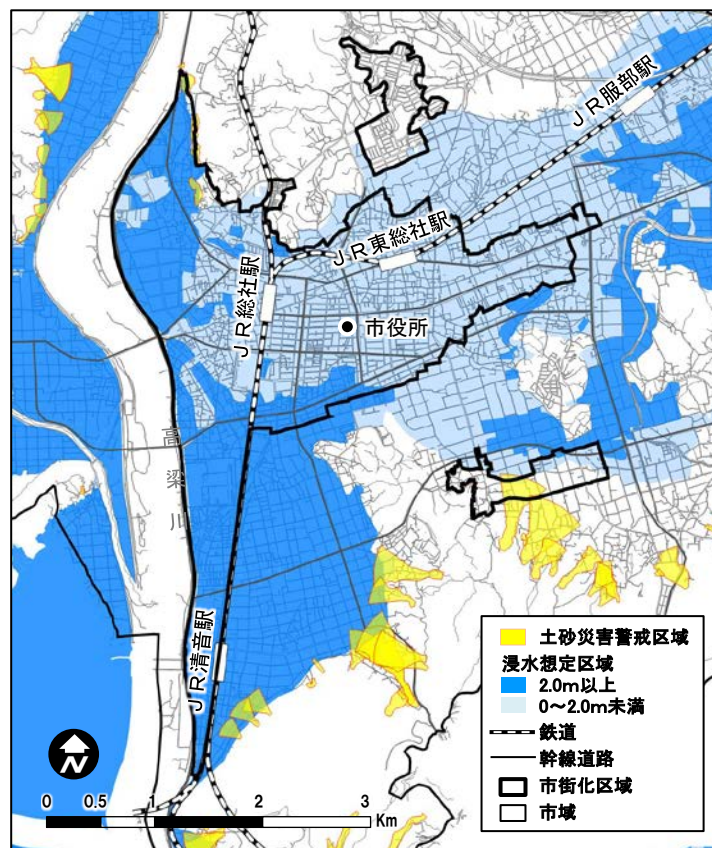 JR服部駅
JR東総社駅
JR総社駅
市役所
高梁川
JR清音駅
土砂災害警戒区域
浸水想定区域
2.0m以上
0~2.0m未満
鉄道
幹線道路
市街化区域
市域
N
0 0.5 1 2 3
Km